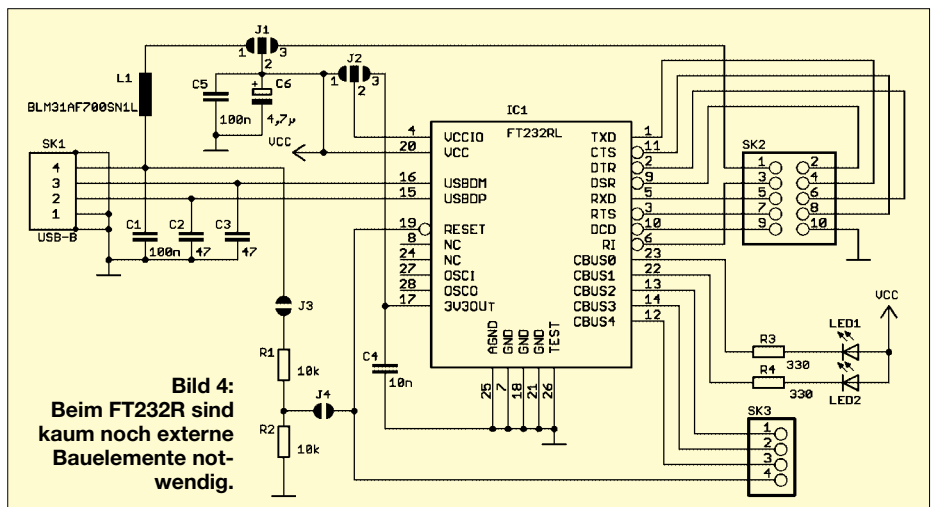 J1
1
3
2
J2
1
3
2
L1
BLM31AF700SN1L
C5
100n
+
C6
4,7µ
VCC
IC1
FT232RL
4
VCCIO
20
VCC
16
USBDM
15
USBDP
19
RESET
8
NC
24
NC
27
OSCI
28
OSCO
17
3V3OUT
TXD
1
CTS
11
DTR
2
DSR
9
RXD
5
RTS
3
DCD
10
RI
6
CBUS0
23
CBUS1
22
CBUS2
13
CBUS3
14
CBUS4
12
AGND
GND
GND
GND
TEST
25
7
18
21
26
SK1
4
3
2
1
USB-B
C1
100n
C2
47
C3
47
J3
R1
10k
J4
R2
10k
C4
10n
SK2
1
2
3
4
5
6
7
8
9
10
VCC
R3
330
LED1
R4
330
LED2
SK3
1
2
3
4
Bild 4:
Beim FT232R sind
kaum noch externe
Bauelemente not-
wendig.